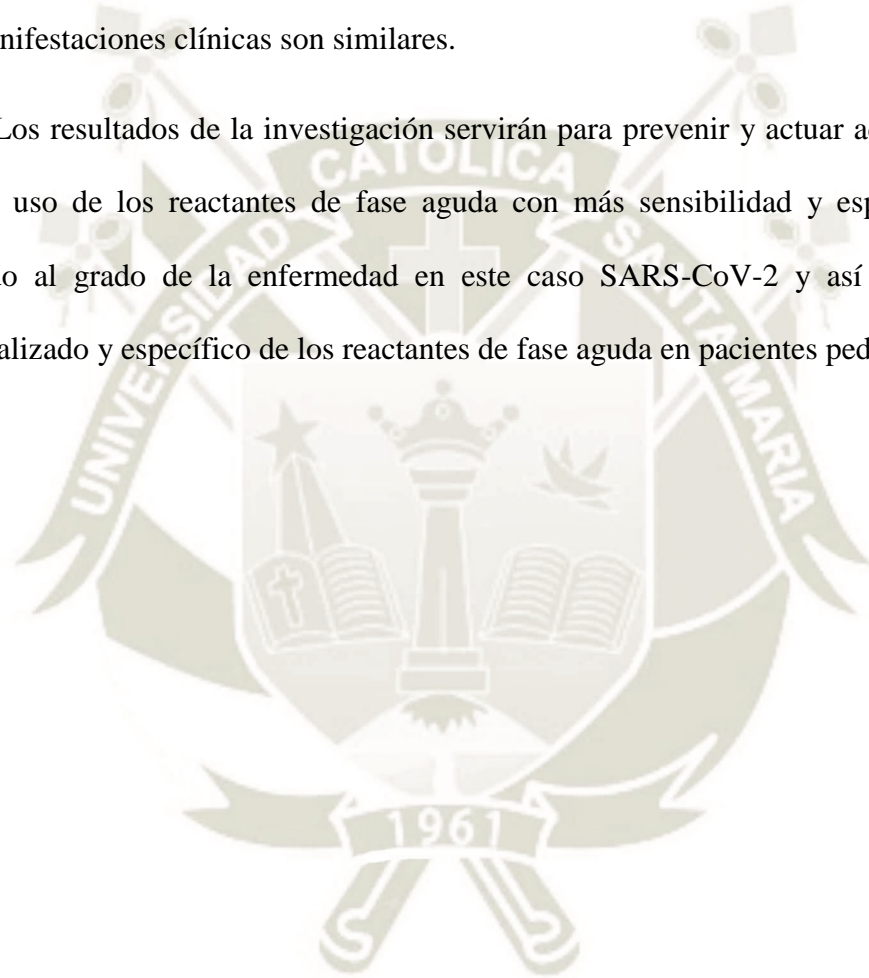 nifestaciones clínicas son similares.
Los resultados de la investigación servirán para prevenir y actuar a
uso de los reactantes de fase aguda con más sensibilidad y esp
o al grado de la enfermedad en este caso SARS-CoV-2 y así
alizado y específico de los reactantes de fase aguda en pacientes ped
UNIVERSIDAD CATOLICA SANTA MARIA
1961